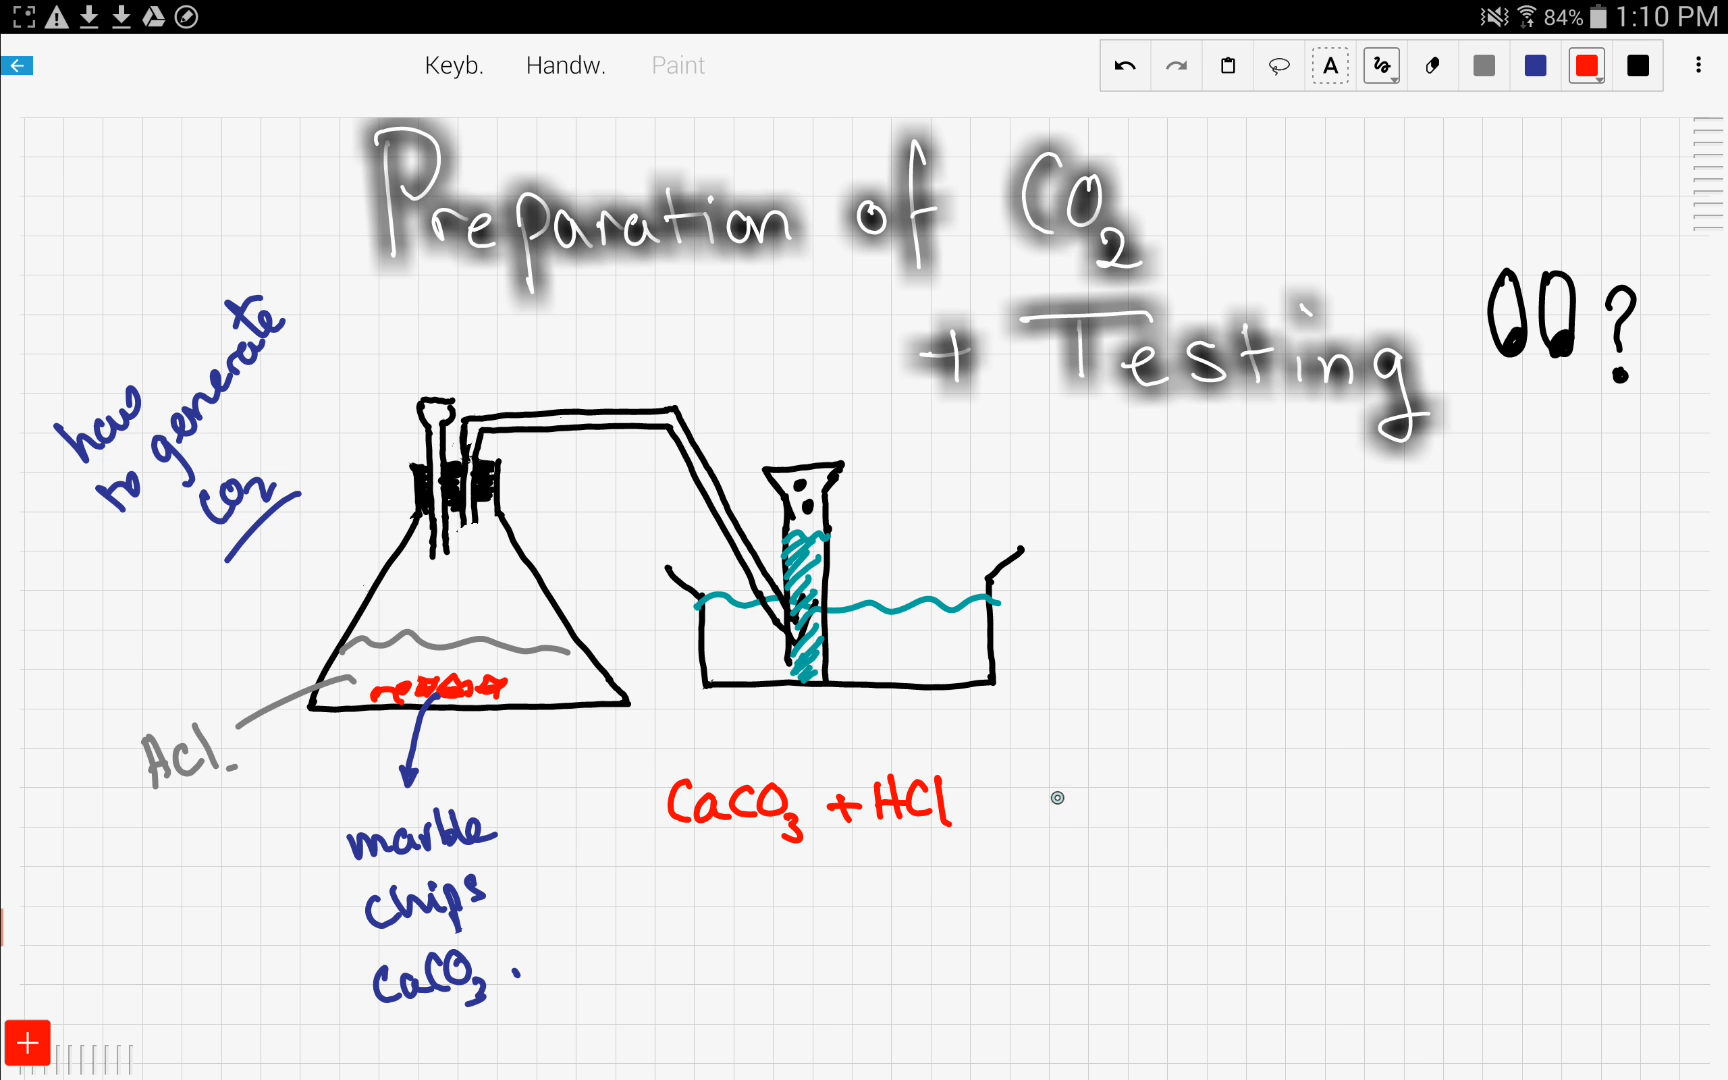 84% 1:10 PM
Keyb. Handw. Paint
A
Preparation of CO2
+ Testing
?
how
to generate
CO2
ACl.
marble
chips
CaCO3.
CaCO3 + HCl